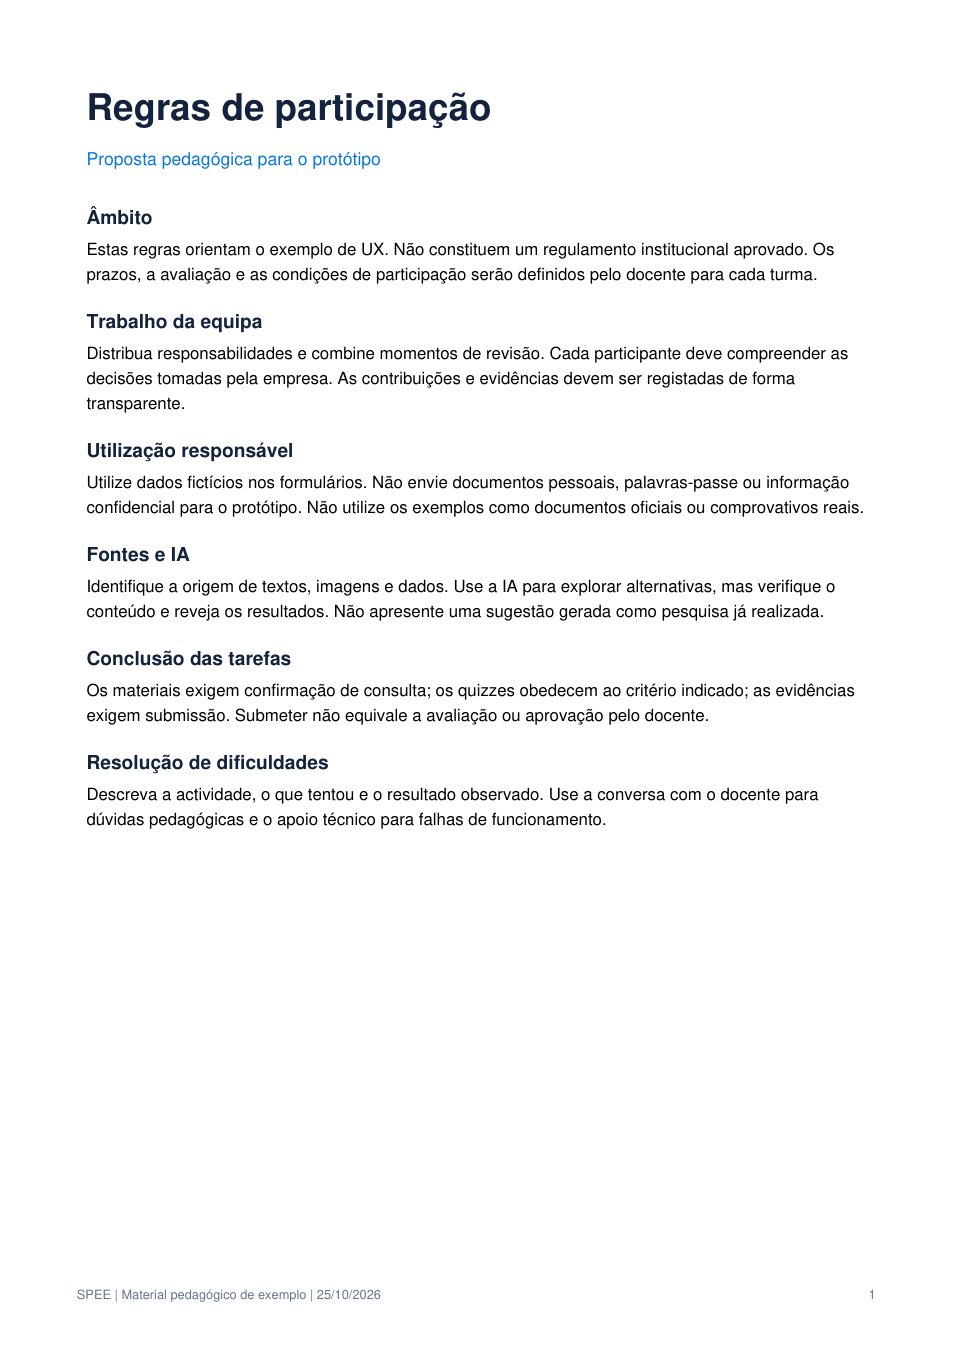 Regras de participação
Proposta pedagógica para o protótipo
Âmbito
Estas regras orientam o exemplo de UX. Não constituem um regulamento institucional aprovado. Os
prazos, a avaliação e as condições de participação serão definidos pelo docente para cada turma.
Trabalho da equipa
Distribua responsabilidades e combine momentos de revisão. Cada participante deve compreender as
decisões tomadas pela empresa. As contribuições e evidências devem ser registadas de forma
transparente.
Utilização responsável
Utilize dados fictícios nos formulários. Não envie documentos pessoais, palavras-passe ou informação
confidencial para o protótipo. Não utilize os exemplos como documentos oficiais ou comprovativos reais.
Fontes e IA
Identifique a origem de textos, imagens e dados. Use a IA para explorar alternativas, mas verifique o
conteúdo e reveja os resultados. Não apresente uma sugestão gerada como pesquisa já realizada.
Conclusão das tarefas
Os materiais exigem confirmação de consulta; os quizzes obedecem ao critério indicado; as evidências
exigem submissão. Submeter não equivale a avaliação ou aprovação pelo docente.
Resolução de dificuldades
Descreva a actividade, o que tentou e o resultado observado. Use a conversa com o docente para
dúvidas pedagógicas e o apoio técnico para falhas de funcionamento.
SPEE | Material pedagógico de exemplo | 25/10/2026 1